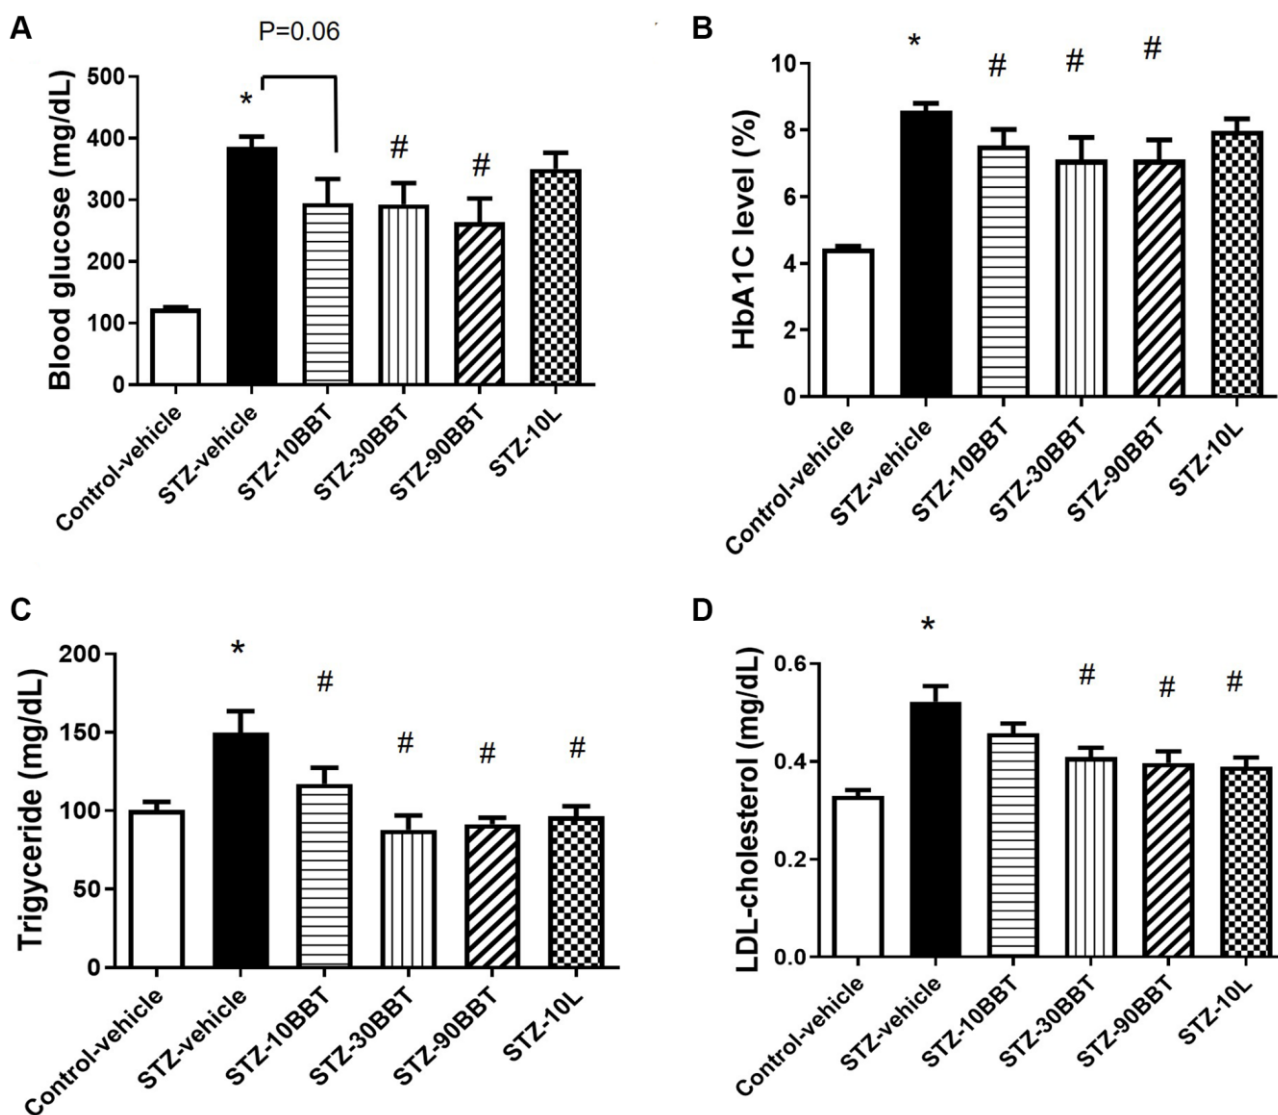 A
P=0.06
*
#
#
Blood glucose (mg/dL)
500
400
300
200
100
0
Control-vehicle
STZ-vehicle
STZ-10BBT
STZ-30BBT
STZ-90BBT
STZ-10L
B
*
#
#
#
HbA1C level (%)
10
8
6
4
2
0
Control-vehicle
STZ-vehicle
STZ-10BBT
STZ-30BBT
STZ-90BBT
STZ-10L
C
*
#
#
#
#
Trigyceride (mg/dL)
200
150
100
50
0
Control-vehicle
STZ-vehicle
STZ-10BBT
STZ-30BBT
STZ-90BBT
STZ-10L
D
*
#
#
#
LDL-cholesterol (mg/dL)
0.6
0.4
0.2
0.0
Control-vehicle
STZ-vehicle
STZ-10BBT
STZ-30BBT
STZ-90BBT
STZ-10L